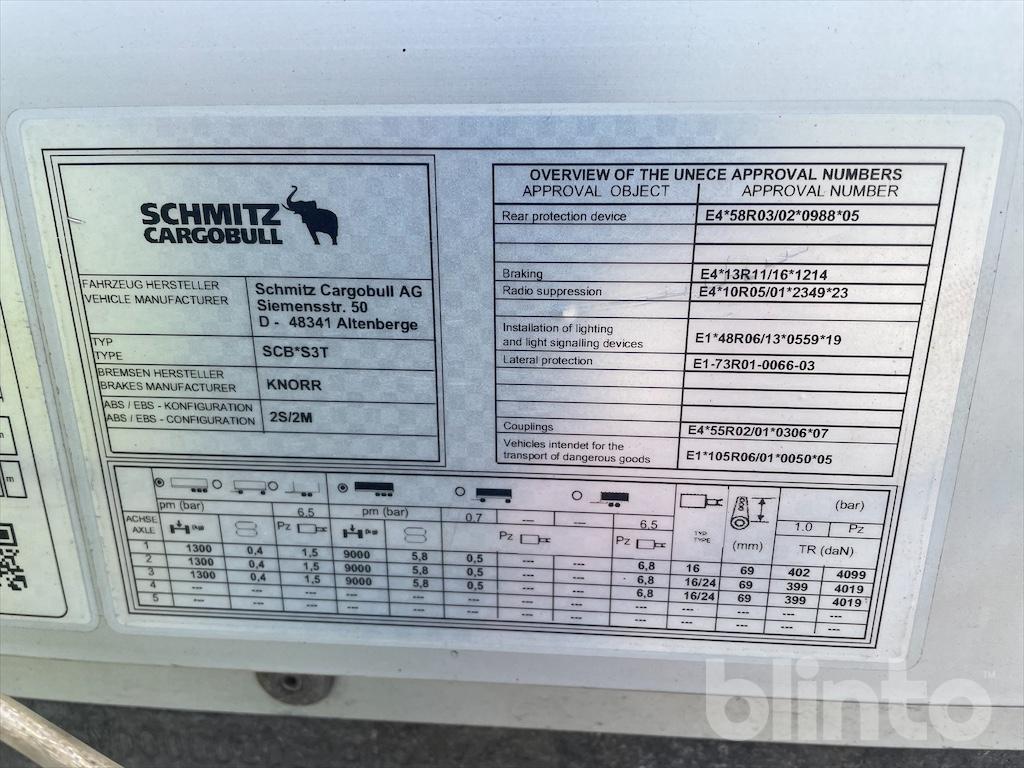 SCHMITZ
CARGOBULL
FAHRZEUG HERSTELLER
VEHICLE MANUFACTURER
Schmitz Cargobull AG
Siemensstr. 50
D - 48341 Altenberge
TYP
TYPE
SCB*S3T
BREMSEN HERSTELLER
BRAKES MANUFACTURER
KNORR
ABS / EBS - KONFIGURATION
ABS / EBS - CONFIGURATION
2S/2M
OVERVIEW OF THE UNECE APPROVAL NUMBERS
APPROVAL OBJECT APPROVAL NUMBER
Rear protection device E4*58R03/02*0988*05
Braking E4*13R11/16*1214
Radio suppression E4*10R05/01*2349*23
Installation of lighting
and light signalling devices E1*48R06/13*0559*19
Lateral protection E1-73R01-0066-03
Couplings E4*55R02/01*0306*07
Vehicles intendet for the
transport of dangerous goods E1*105R06/01*0050*05
pm (bar) 6.5 pm (bar) 0.7 --- --- 6.5 (bar)
ACHSE
AXLE
Pz Pz Pz TYP
TYPE
(mm) 1.0 Pz
TR (daN)
1 1300 0,4 1,5 9000 5,8 0,5 --- --- 6,8 16 69 402 4099
2 1300 0,4 1,5 9000 5,8 0,5 --- --- 6,8 16/24 69 399 4019
3 1300 0,4 1,5 9000 5,8 0,5 --- --- 6,8 16/24 69 399 4019
4 --- --- --- --- --- --- --- --- --- --- --- --- ---
5 --- --- --- --- --- --- --- --- --- --- --- --- ---
m
m
blinto™